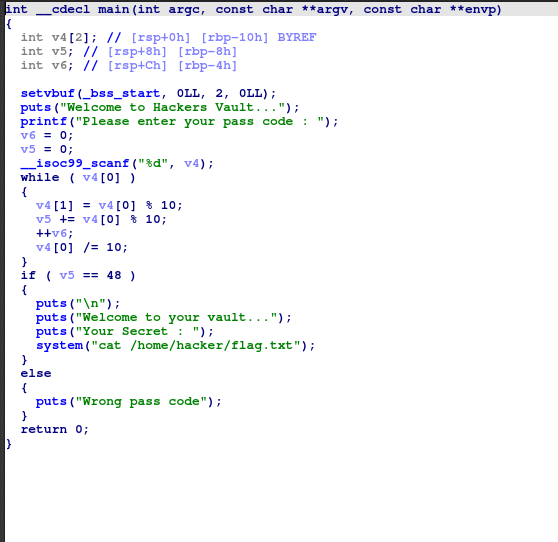 int __cdecl main(int argc, const char **argv, const char **envp)
{
  int v4[2]; // [rsp+0h] [rbp-10h] BYREF
  int v5; // [rsp+8h] [rbp-8h]
  int v6; // [rsp+Ch] [rbp-4h]

  setvbuf(_bss_start, 0LL, 2, 0LL);
  puts("Welcome to Hackers Vault...");
  printf("Please enter your pass code : ");
  v6 = 0;
  v5 = 0;
  __isoc99_scanf("%d", v4);
  while ( v4[0] )
  {
    v4[1] = v4[0] % 10;
    v5 += v4[0] % 10;
    ++v6;
    v4[0] /= 10;
  }
  if ( v5 == 48 )
  {
    puts("\n");
    puts("Welcome to your vault...");
    puts("Your Secret : ");
    system("cat /home/hacker/flag.txt");
  }
  else
  {
    puts("Wrong pass code");
  }
  return 0;
}